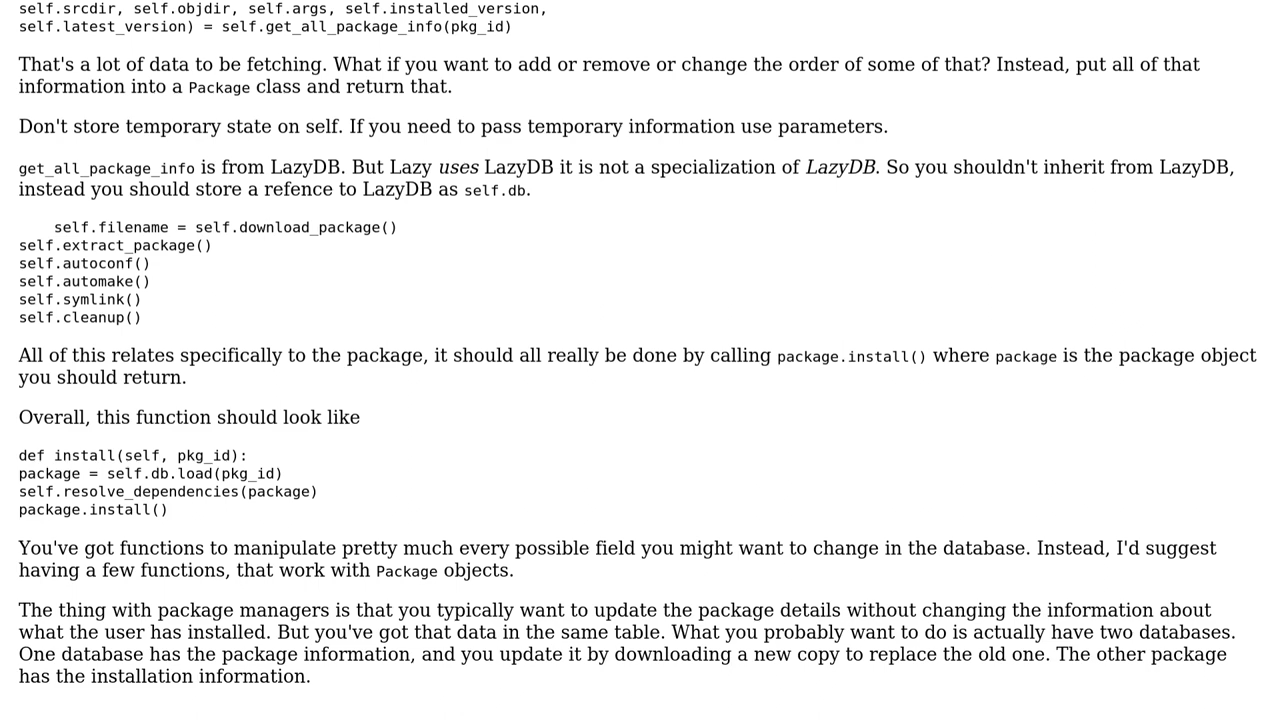 self.srcdir, self.objdir, self.args, self.installed_version,
self.latest_version) = self.get_all_package_info(pkg_id)
That's a lot of data to be fetching. What if you want to add or remove or change the order of some of that? Instead, put all of that
information into a Package class and return that.
Don't store temporary state on self. If you need to pass temporary information use parameters.
get_all_package_info is from LazyDB. But Lazy uses LazyDB it is not a specialization of LazyDB. So you shouldn't inherit from LazyDB,
instead you should store a refence to LazyDB as self.db.
self.filename = self.download_package()
self.extract_package()
self.autoconf()
self.automake()
self.symlink()
self.cleanup()
All of this relates specifically to the package, it should all really be done by calling package.install() where package is the package object
you should return.
Overall, this function should look like
def install(self, pkg_id):
package = self.db.load(pkg_id)
self.resolve_dependencies(package)
package.install()
You've got functions to manipulate pretty much every possible field you might want to change in the database. Instead, I'd suggest
having a few functions, that work with Package objects.
The thing with package managers is that you typically want to update the package details without changing the information about
what the user has installed. But you've got that data in the same table. What you probably want to do is actually have two databases.
One database has the package information, and you update it by downloading a new copy to replace the old one. The other package
has the installation information.